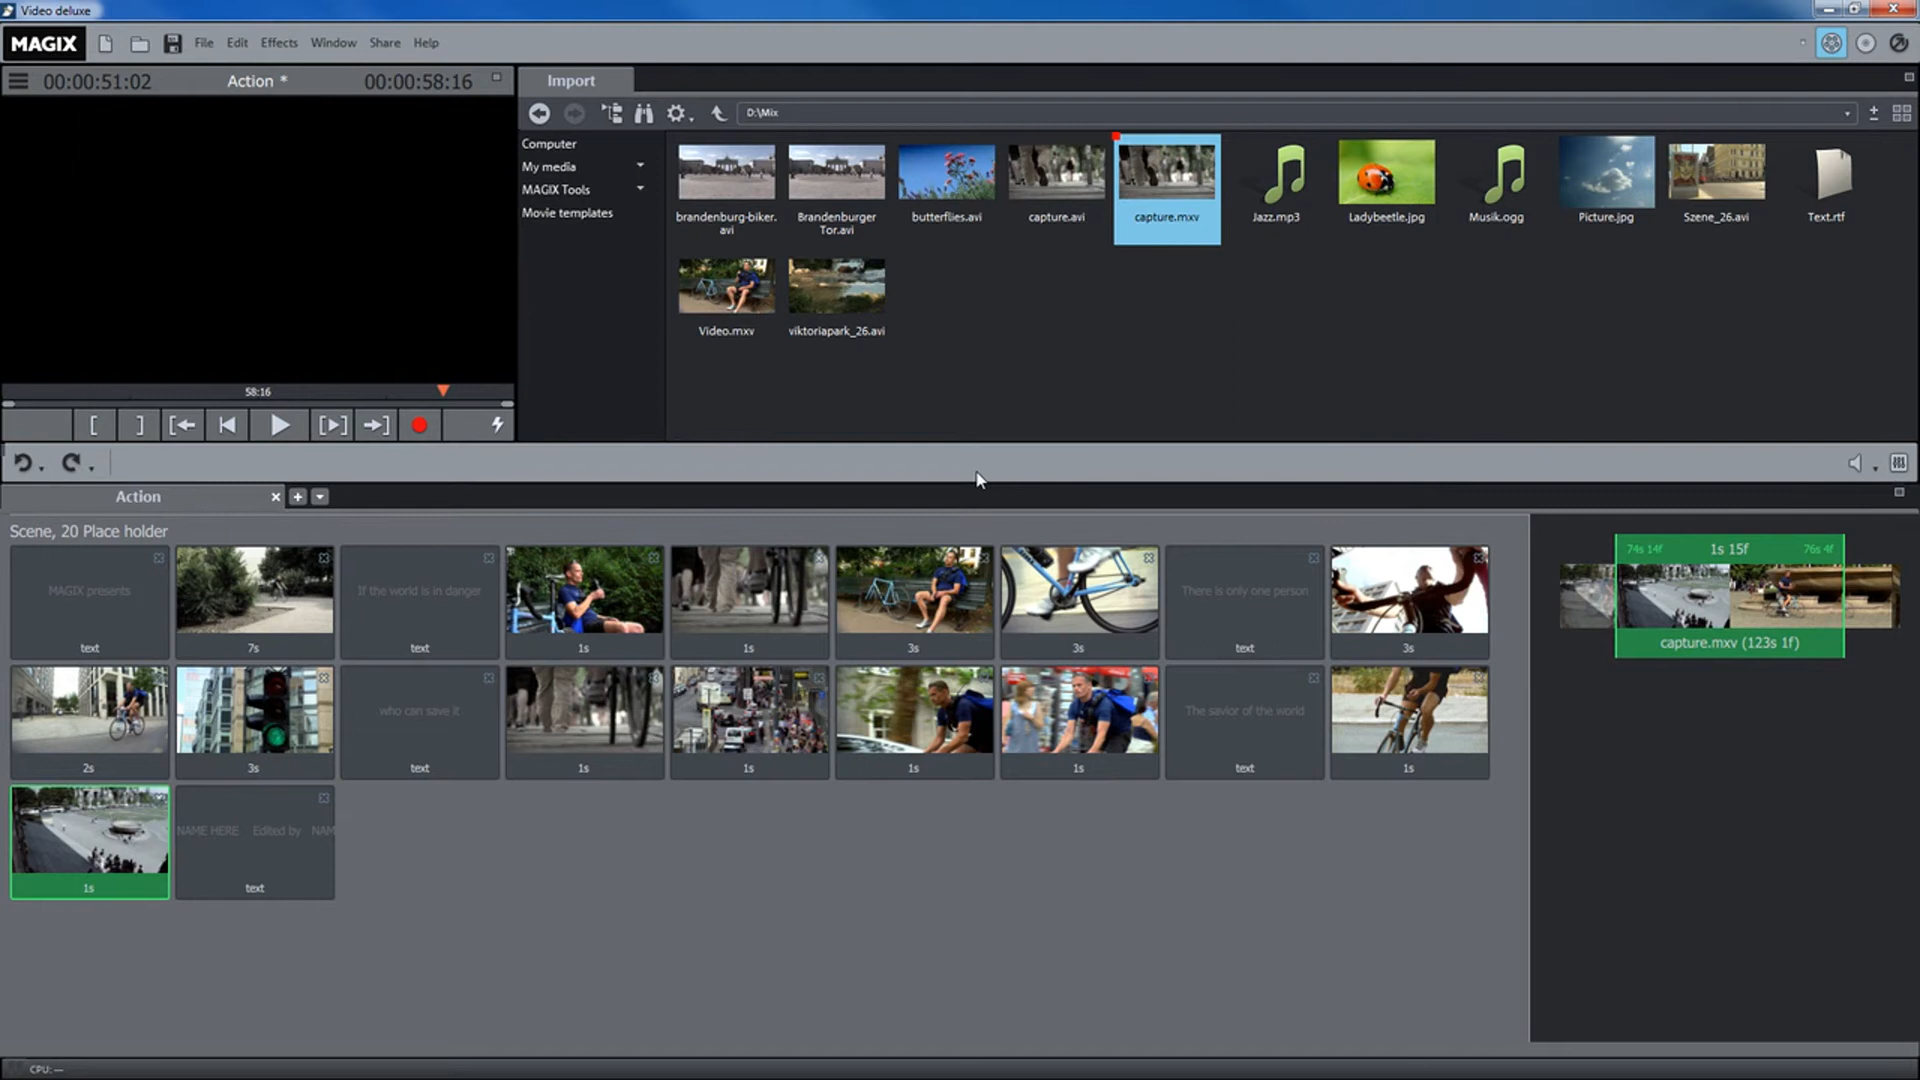 Video deluxe
MAGIX File Edit Effects Window Share Help
00:00:51:02 Action * 00:00:58:16
Import
D:\Mix
Computer
My media
MAGIX Tools
Movie templates
brandenburg-biker.avi
Brandenburger Tor.avi
butterflies.avi
capture.avi
capture.mxv
Jazz.mp3
Ladybeetle.jpg
Musik.ogg
Picture.jpg
Szene_26.avi
Text.rtf
Video.mxv
viktoriapark_26.avi
58:16
Action
Scene, 20 Place holder
MAGIX presents
If the world is in danger
There is only one person
text 7s text 1s 1s 3s 3s text 3s
who can save it
The savior of the world
2s 3s text 1s 1s 1s 1s text 1s
NAME HERE Edited by NAM
1s text
74s 14f 1s 15f 76s 4f
capture.mxv (123s 1f)
CPU: —